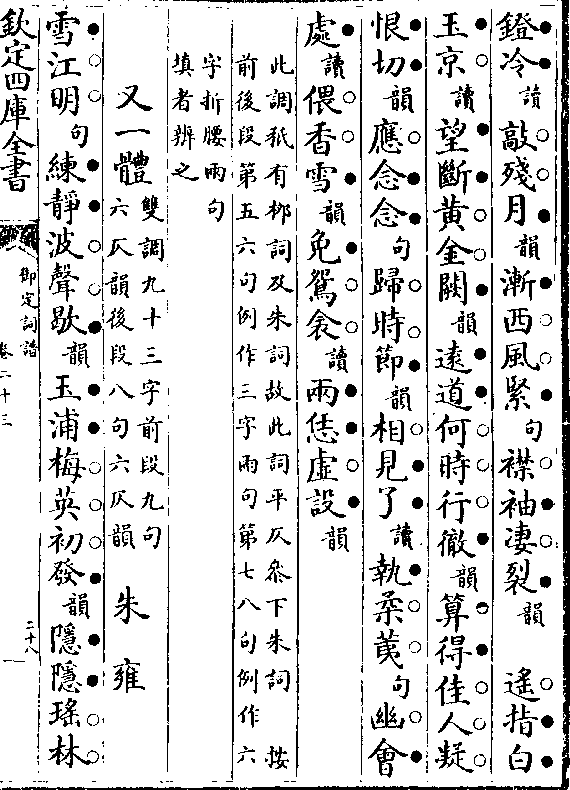 鐙冷讀敲殘月韻漸西風緊句襟袖淒裂韻　遙指白
玉京讀望斷黃金闕韻遠道何時行徹韻算得佳人凝
恨切韻應念念句歸時節韻相見了讀執柔荑句幽會
處讀偎香雪韻免鴛衾讀兩恁虛設韻
此調祇有栁詞及朱詞故此詞平仄叅下朱詞　按
前後段第五六句例作三字兩句第七八句例作六
字折腰兩句
填者辨之
又一體雙調九十三字前段九句
六仄韻後段八句六仄韻　朱雍
雪江明句練靜波聲歇韻玉浦梅英初發韻隱隱瑤林
欽定四庫全書
御定詞譜
卷二十三
二十八